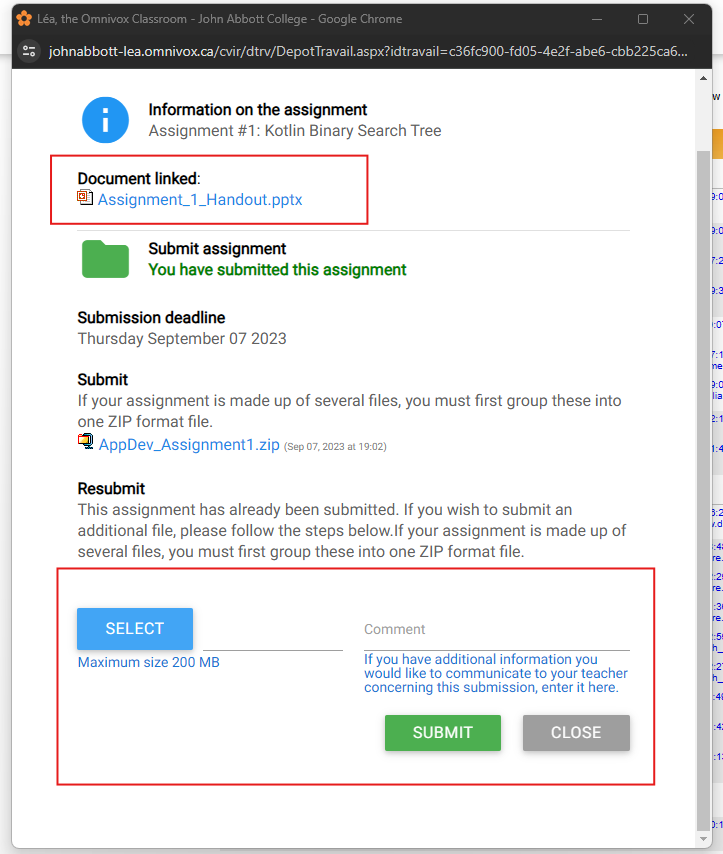 Léa, the Omnivox Classroom - John Abbott College - Google Chrome
johnabbott-lea.omnivox.ca/cvir/dtrv/DepotTravail.aspx?idtravail=c36fc900-fd05-4e2f-abe6-cbb225ca6...
Information on the assignment
Assignment #1: Kotlin Binary Search Tree
Document linked:
Assignment_1_Handout.pptx
Submit assignment
You have submitted this assignment
Submission deadline
Thursday September 07 2023
Submit
If your assignment is made up of several files, you must first group these into
one ZIP format file.
AppDev_Assignment1.zip (Sep 07, 2023 at 19:02)
Resubmit
This assignment has already been submitted. If you wish to submit an
additional file, please follow the steps below.If your assignment is made up of
several files, you must first group these into one ZIP format file.
SELECT
Maximum size 200 MB
Comment
If you have additional information you
would like to communicate to your teacher
concerning this submission, enter it here.
SUBMIT
CLOSE